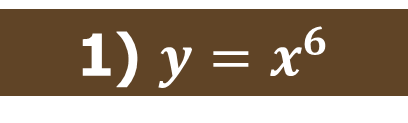 1) y = x⁶